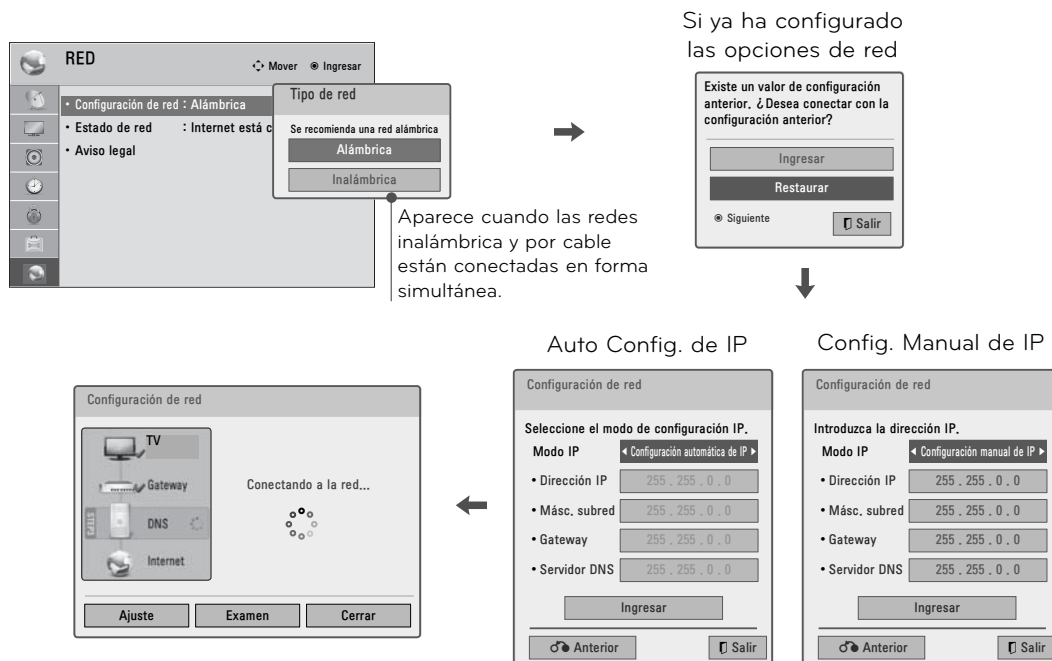 Si ya ha configurado
las opciones de red
RED
Mover
Ingresar
• Configuración de red : Alámbrica
• Estado de red : Internet está c
• Aviso legal
Tipo de red
Se recomienda una red alámbrica
Alámbrica
Inalámbrica
Aparece cuando las redes
inalámbrica y por cable
están conectadas en forma
simultánea.
Existe un valor de configuración
anterior. ¿Desea conectar con la
configuración anterior?
Ingresar
Restaurar
Siguiente
Salir
Auto Config. de IP
Configuración de red
Seleccione el modo de configuración IP.
Modo IP ◀ Configuración automática de IP ▶
• Dirección IP 255 . 255 . 0 . 0
• Másc. subred 255 . 255 . 0 . 0
• Gateway 255 . 255 . 0 . 0
• Servidor DNS 255 . 255 . 0 . 0
Ingresar
Anterior
Salir
Config. Manual de IP
Configuración de red
Introduzca la dirección IP.
Modo IP ◀ Configuración manual de IP ▶
• Dirección IP 255 . 255 . 0 . 0
• Másc. subred 255 . 255 . 0 . 0
• Gateway 255 . 255 . 0 . 0
• Servidor DNS 255 . 255 . 0 . 0
Ingresar
Anterior
Salir
Configuración de red
TV
Gateway
DNS
Internet
Conectando a la red...
Ajuste
Examen
Cerrar